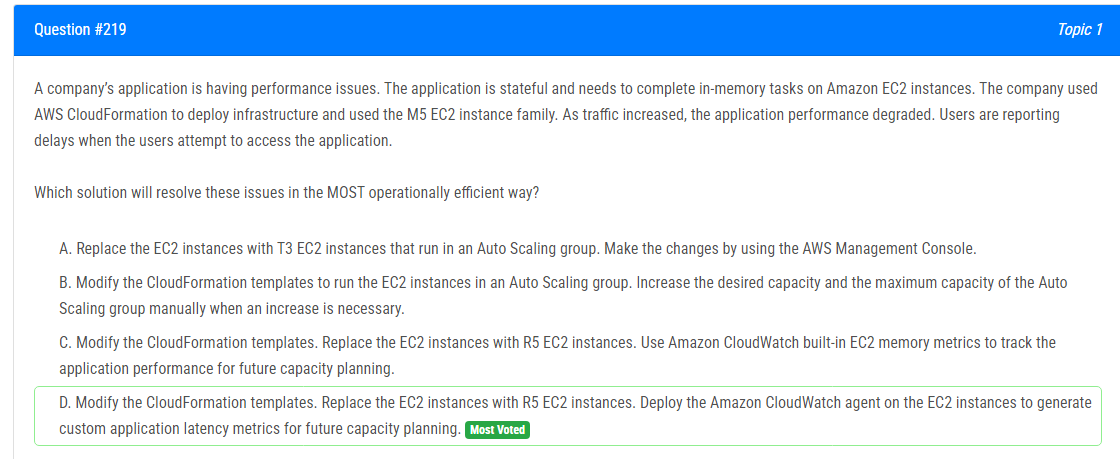 Question #219
Topic 1
A company's application is having performance issues. The application is stateful and needs to complete in-memory tasks on Amazon EC2 instances. The company used
AWS CloudFormation to deploy infrastructure and used the M5 EC2 instance family. As traffic increased, the application performance degraded. Users are reporting
delays when the users attempt to access the application.
Which solution will resolve these issues in the MOST operationally efficient way?
A. Replace the EC2 instances with T3 EC2 instances that run in an Auto Scaling group. Make the changes by using the AWS Management Console.
B. Modify the CloudFormation templates to run the EC2 instances in an Auto Scaling group. Increase the desired capacity and the maximum capacity of the Auto
Scaling group manually when an increase is necessary.
C. Modify the CloudFormation templates. Replace the EC2 instances with R5 EC2 instances. Use Amazon CloudWatch built-in EC2 memory metrics to track the
application performance for future capacity planning.
D. Modify the CloudFormation templates. Replace the EC2 instances with R5 EC2 instances. Deploy the Amazon CloudWatch agent on the EC2 instances to generate
custom application latency metrics for future capacity planning. Most Voted